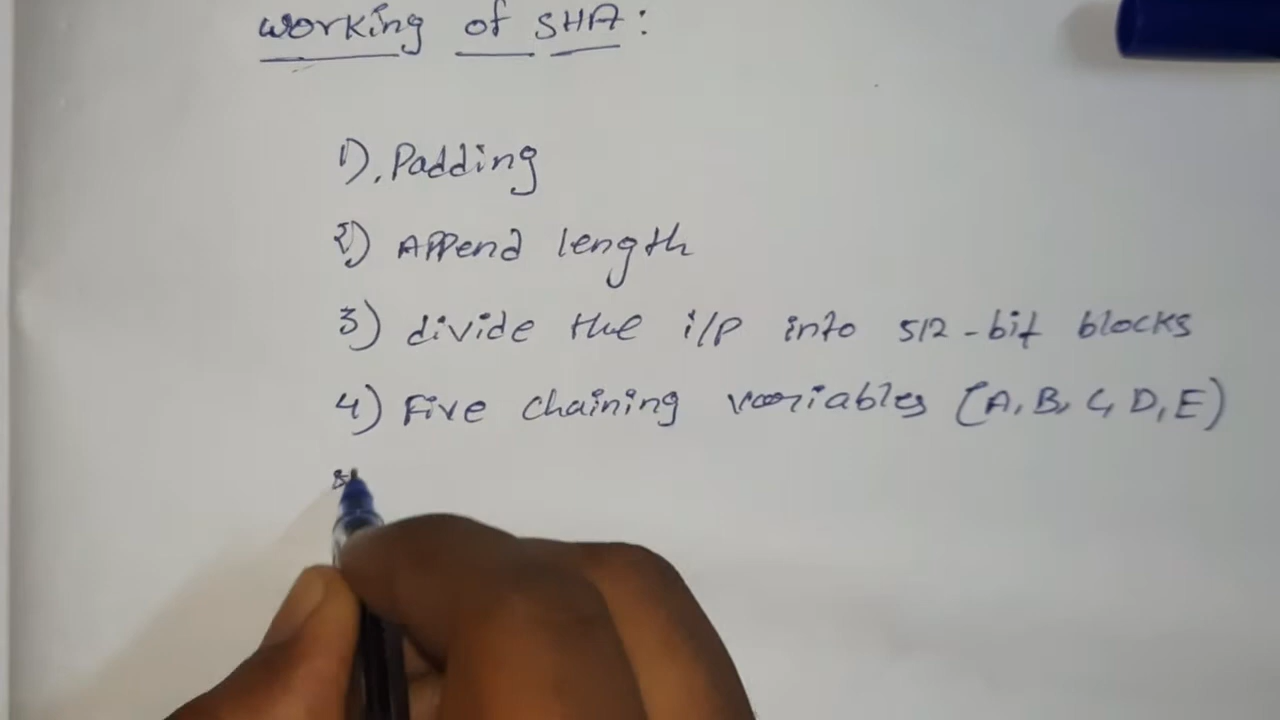 working of SHA:
1). Padding
2) Append length
3) divide the i/p into 512-bit blocks
4) Five chaining variables (A, B, C, D, E)